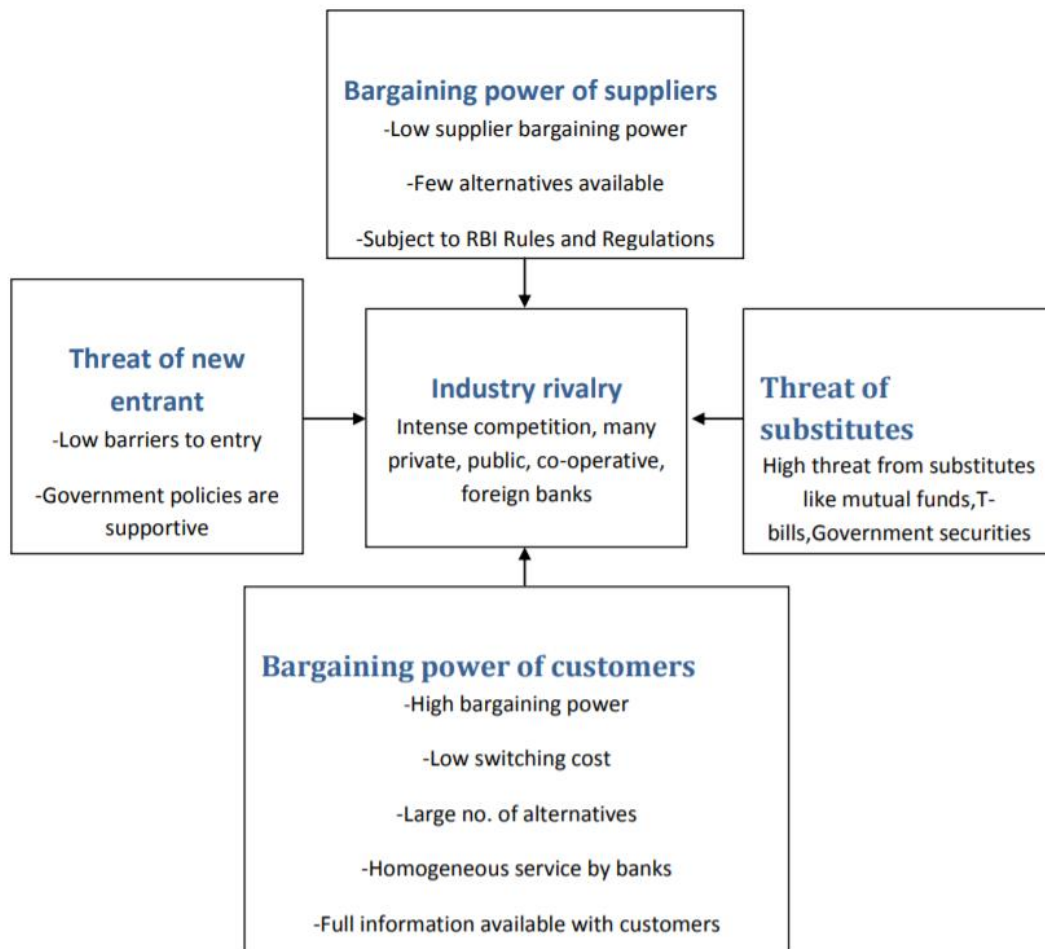 Bargaining power of suppliers
-Low supplier bargaining power
-Few alternatives available
-Subject to RBI Rules and Regulations
Threat of new
entrant
-Low barriers to entry
-Government policies are
supportive
Industry rivalry
Intense competition, many
private, public, co-operative,
foreign banks
Threat of
substitutes
High threat from substitutes
like mutual funds,T-
bills,Government securities
Bargaining power of customers
-High bargaining power
-Low switching cost
-Large no. of alternatives
-Homogeneous service by banks
-Full information available with customers